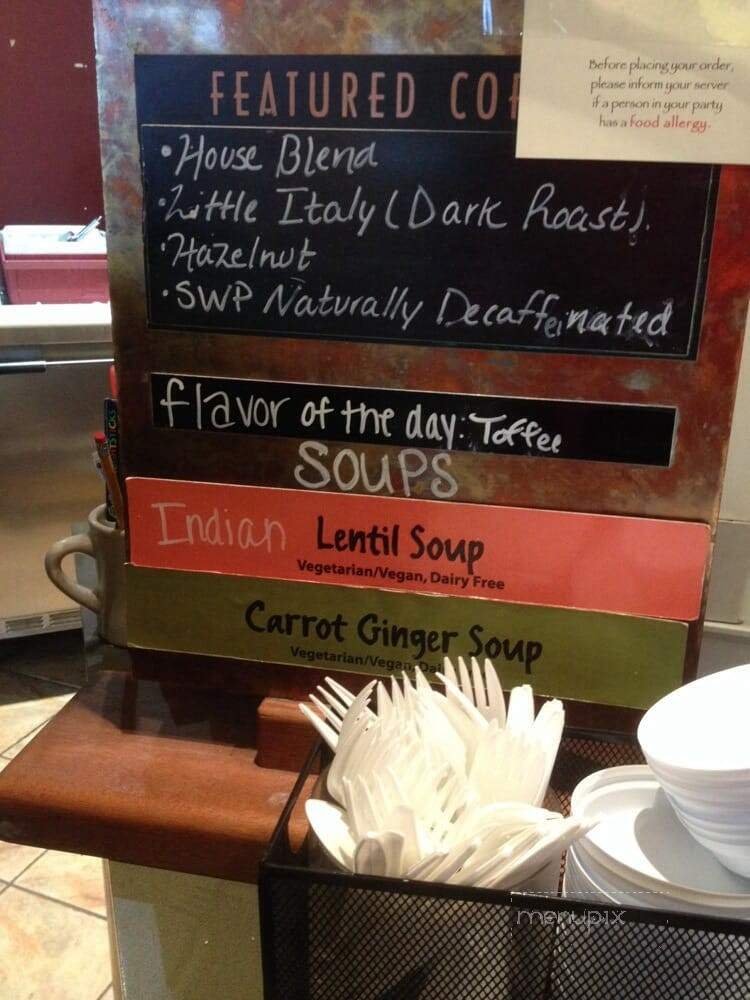 FEATURED
Before placing your order,
please inform your server
if a person in your party
has a food allergy.
• House Blend
• Little Italy (Dark Roast).
• Hazelnut
• SWP Naturally Decaffeinated
flavor of the day: Toffee
SOUPS
Indian Lentil Soup
Vegetarian/Vegan, Dairy Free
Carrot Ginger Soup
Vegetarian/Vegan,
menupix